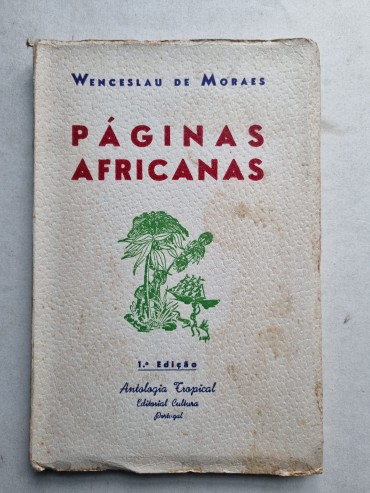 Wenceslau de Moraes
PÁGINAS
AFRICANAS
1.ª Edição
Antologia Tropical
Editorial Cultura
Portugal